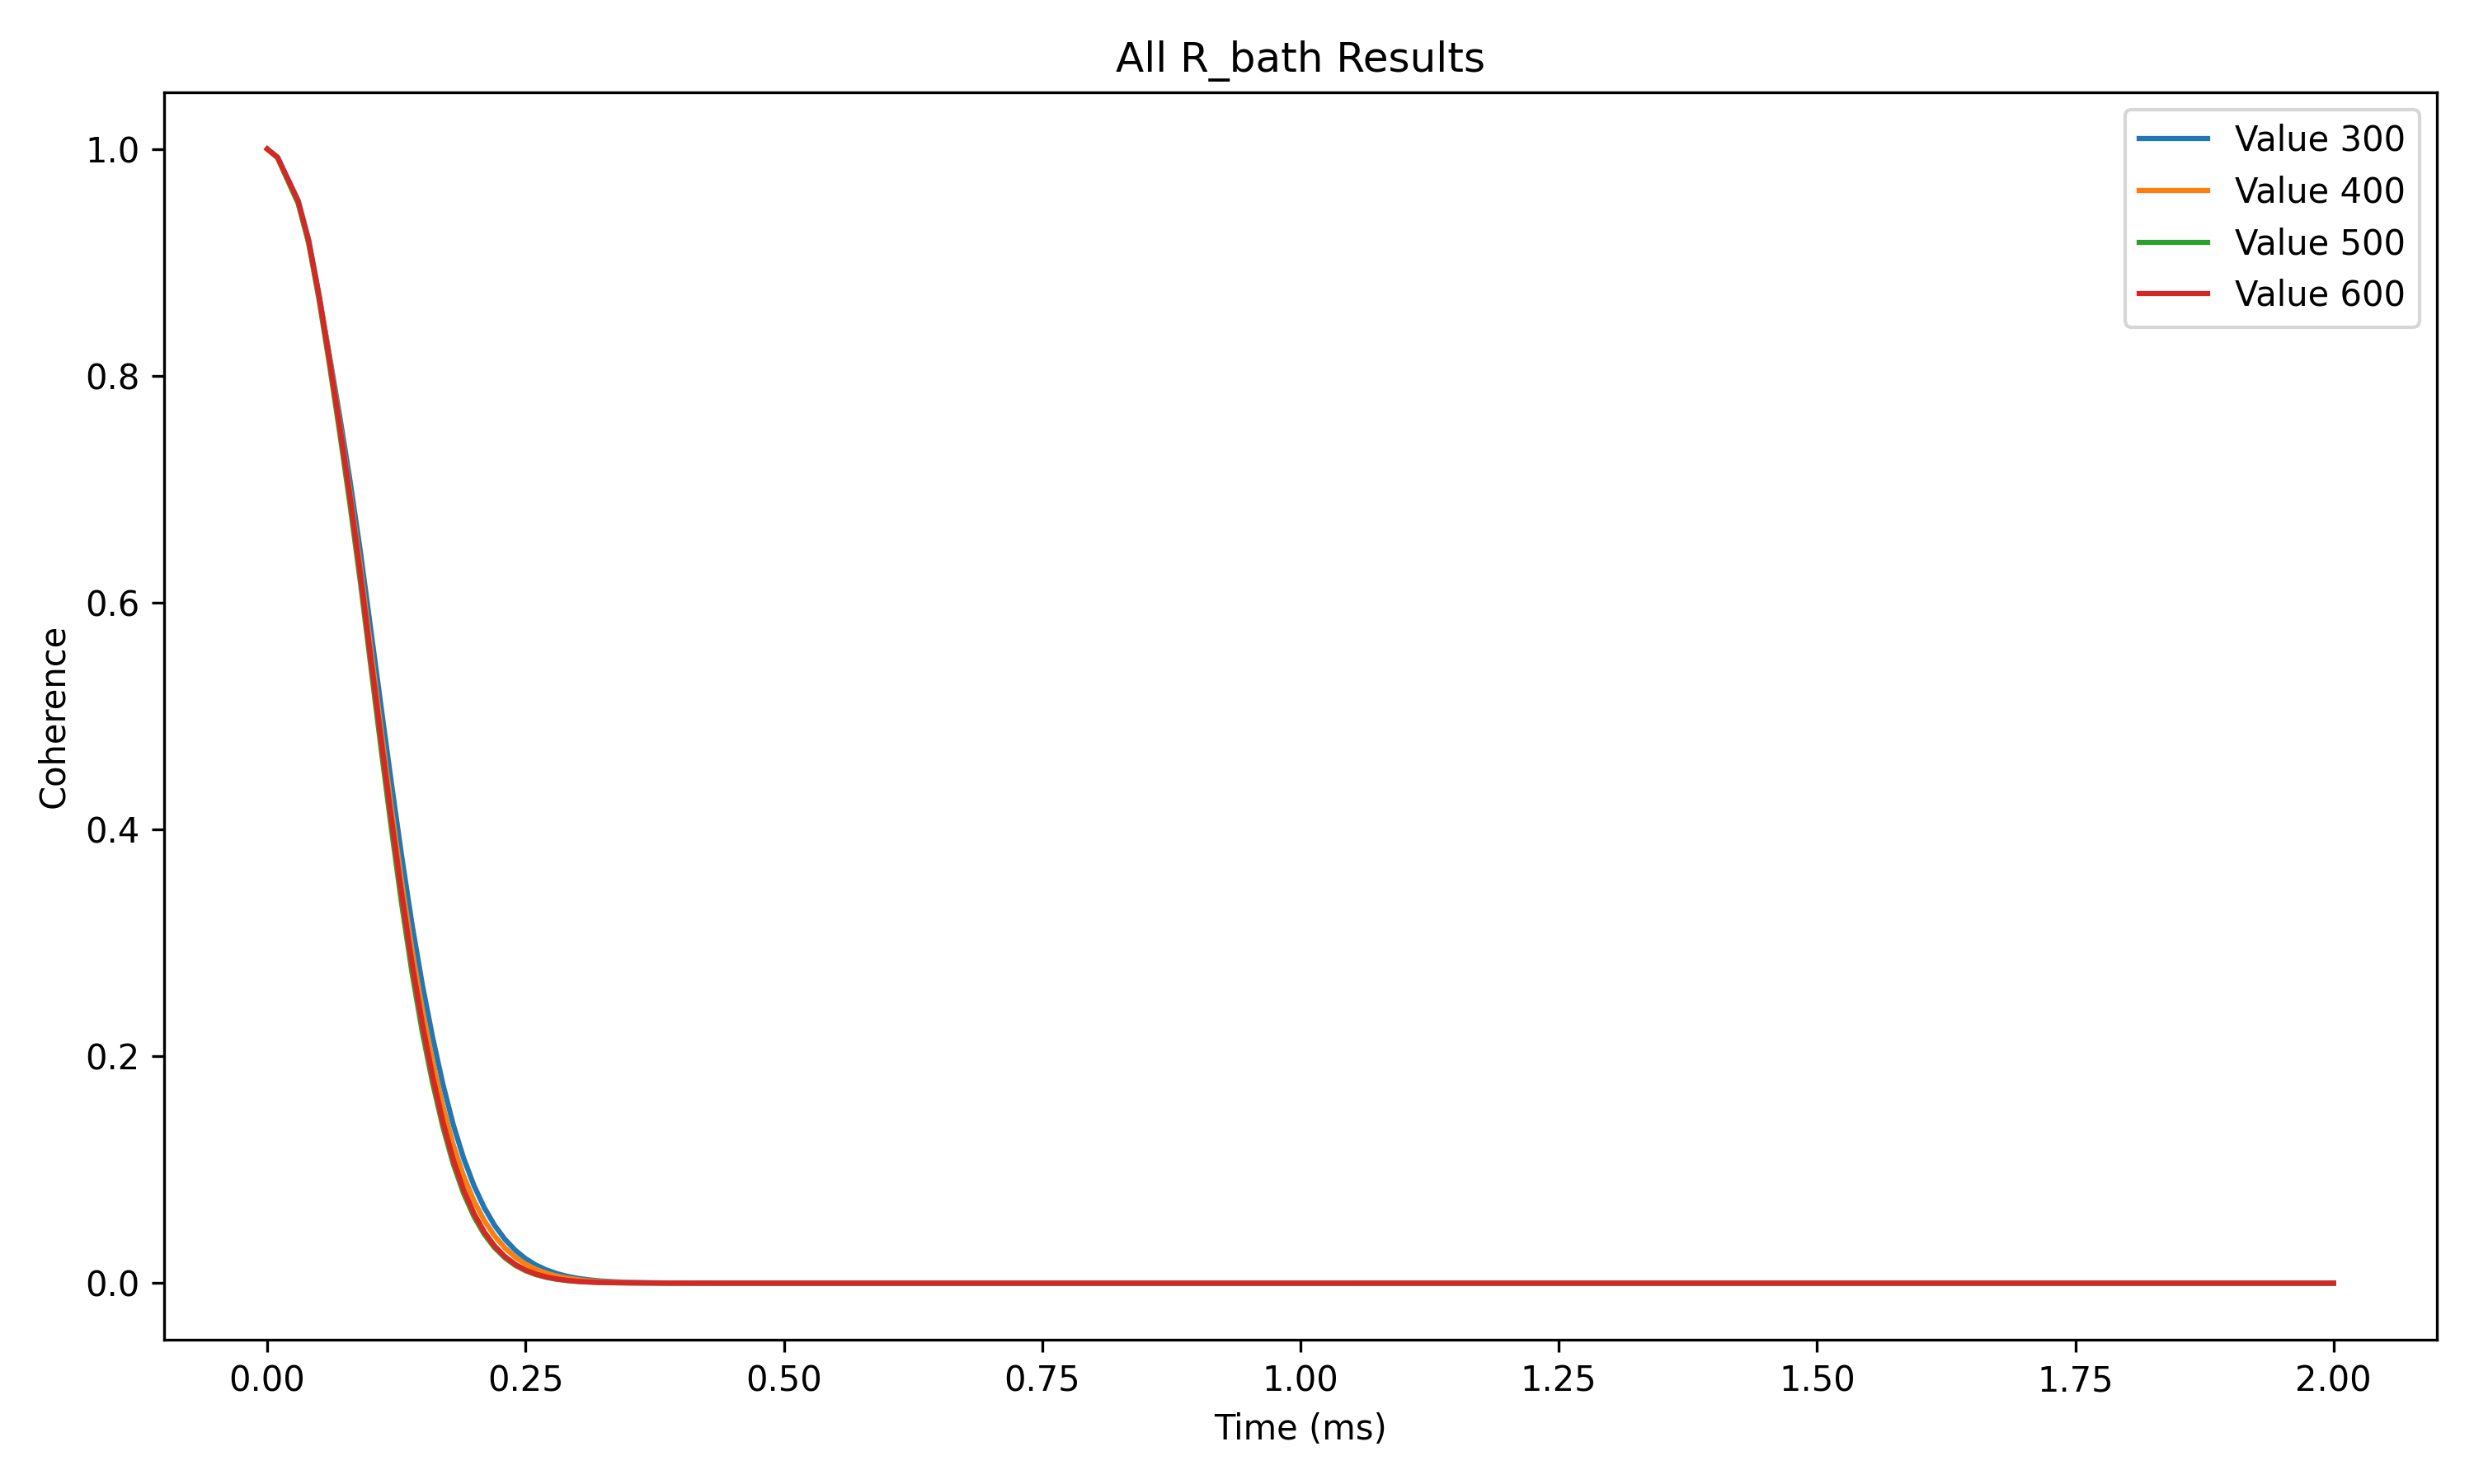 All R_bath Results
Value 300
Value 400
Value 500
Value 600
Coherence
1.0
0.8
0.6
0.4
0.2
0.0
0.00 0.25 0.50 0.75 1.00 1.25 1.50 1.75 2.00
Time (ms)